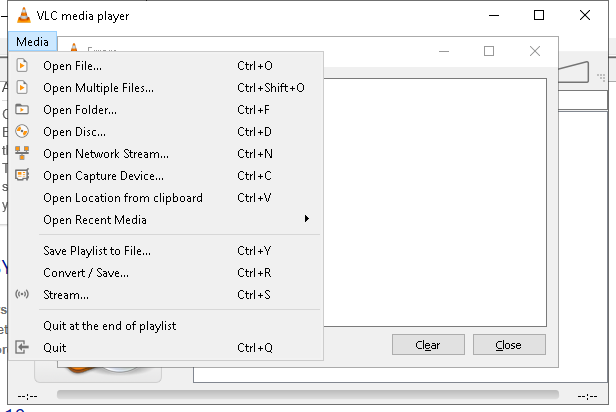 VLC media player
Media
Open File... Ctrl+O
Open Multiple Files... Ctrl+Shift+O
Open Folder... Ctrl+F
Open Disc... Ctrl+D
Open Network Stream... Ctrl+N
Open Capture Device... Ctrl+C
Open Location from clipboard Ctrl+V
Open Recent Media
Save Playlist to File... Ctrl+Y
Convert / Save... Ctrl+R
Stream... Ctrl+S
Quit at the end of playlist
Quit Ctrl+Q
Clear Close
--:-- --:--